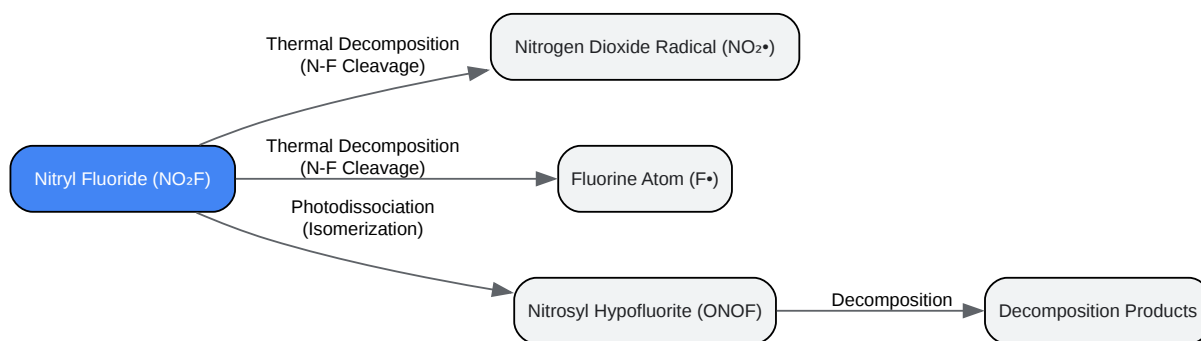 Thermal Decomposition
(N-F Cleavage)
Nitrogen Dioxide Radical (NO₂•)
Nitryl Fluoride (NO₂F)
Thermal Decomposition
(N-F Cleavage)
Fluorine Atom (F•)
Photodissociation
(Isomerization)
Nitrosyl Hypofluorite (ONOF)
Decomposition
Decomposition Products